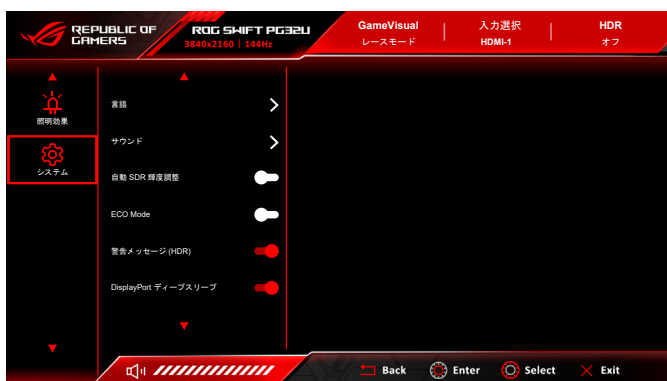 REPUBLIC OF
GAMERS
ROG SWIFT PG32U
3840x2160 | 144Hz
GameVisual
レースモード
入力選択
HDMI-1
HDR
オフ
照明効果
システム
言語
サウンド
自動 SDR 輝度調整
ECO Mode
警告メッセージ (HDR)
DisplayPort ディープスリープ
Back
Enter
Select
Exit